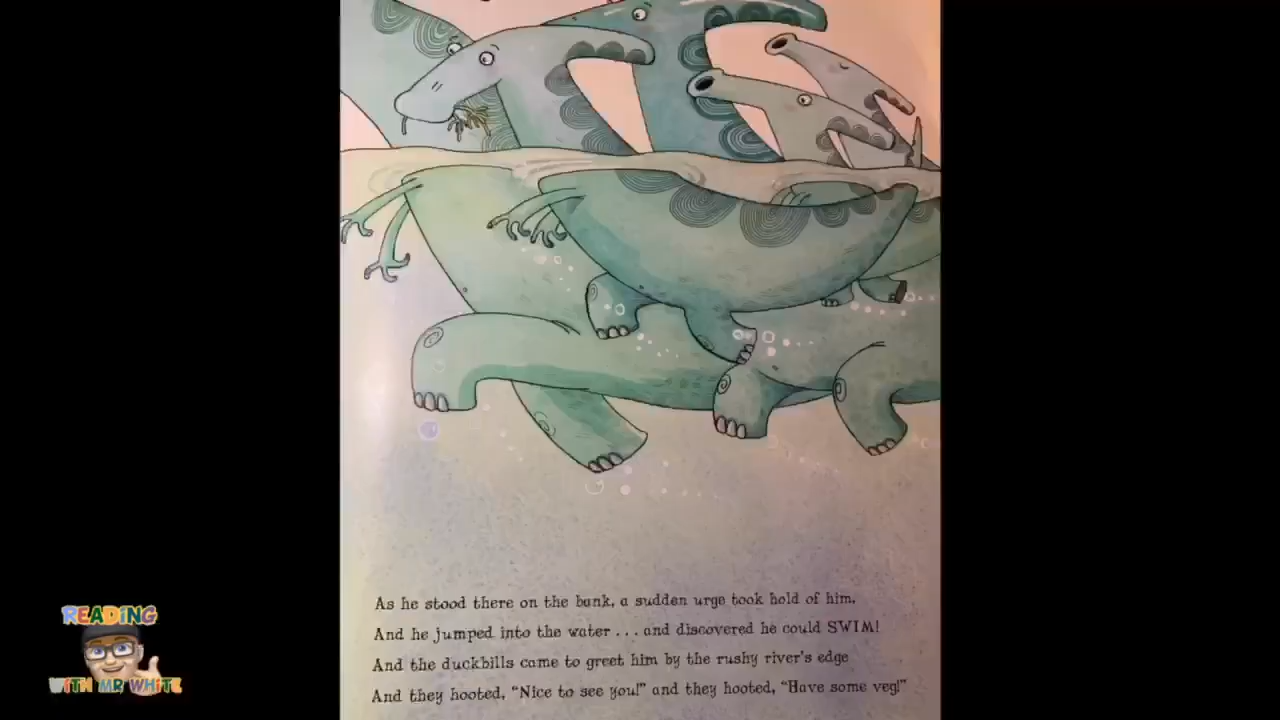 As he stood there on the bank, a sudden urge took hold of him,
And he jumped into the water . . . and discovered he could SWIM!
And the duckbills came to greet him by the rushy river's edge
And they hooted, "Nice to see you!" and they hooted, "Have some veg!"
READING
WITH MR WHITE